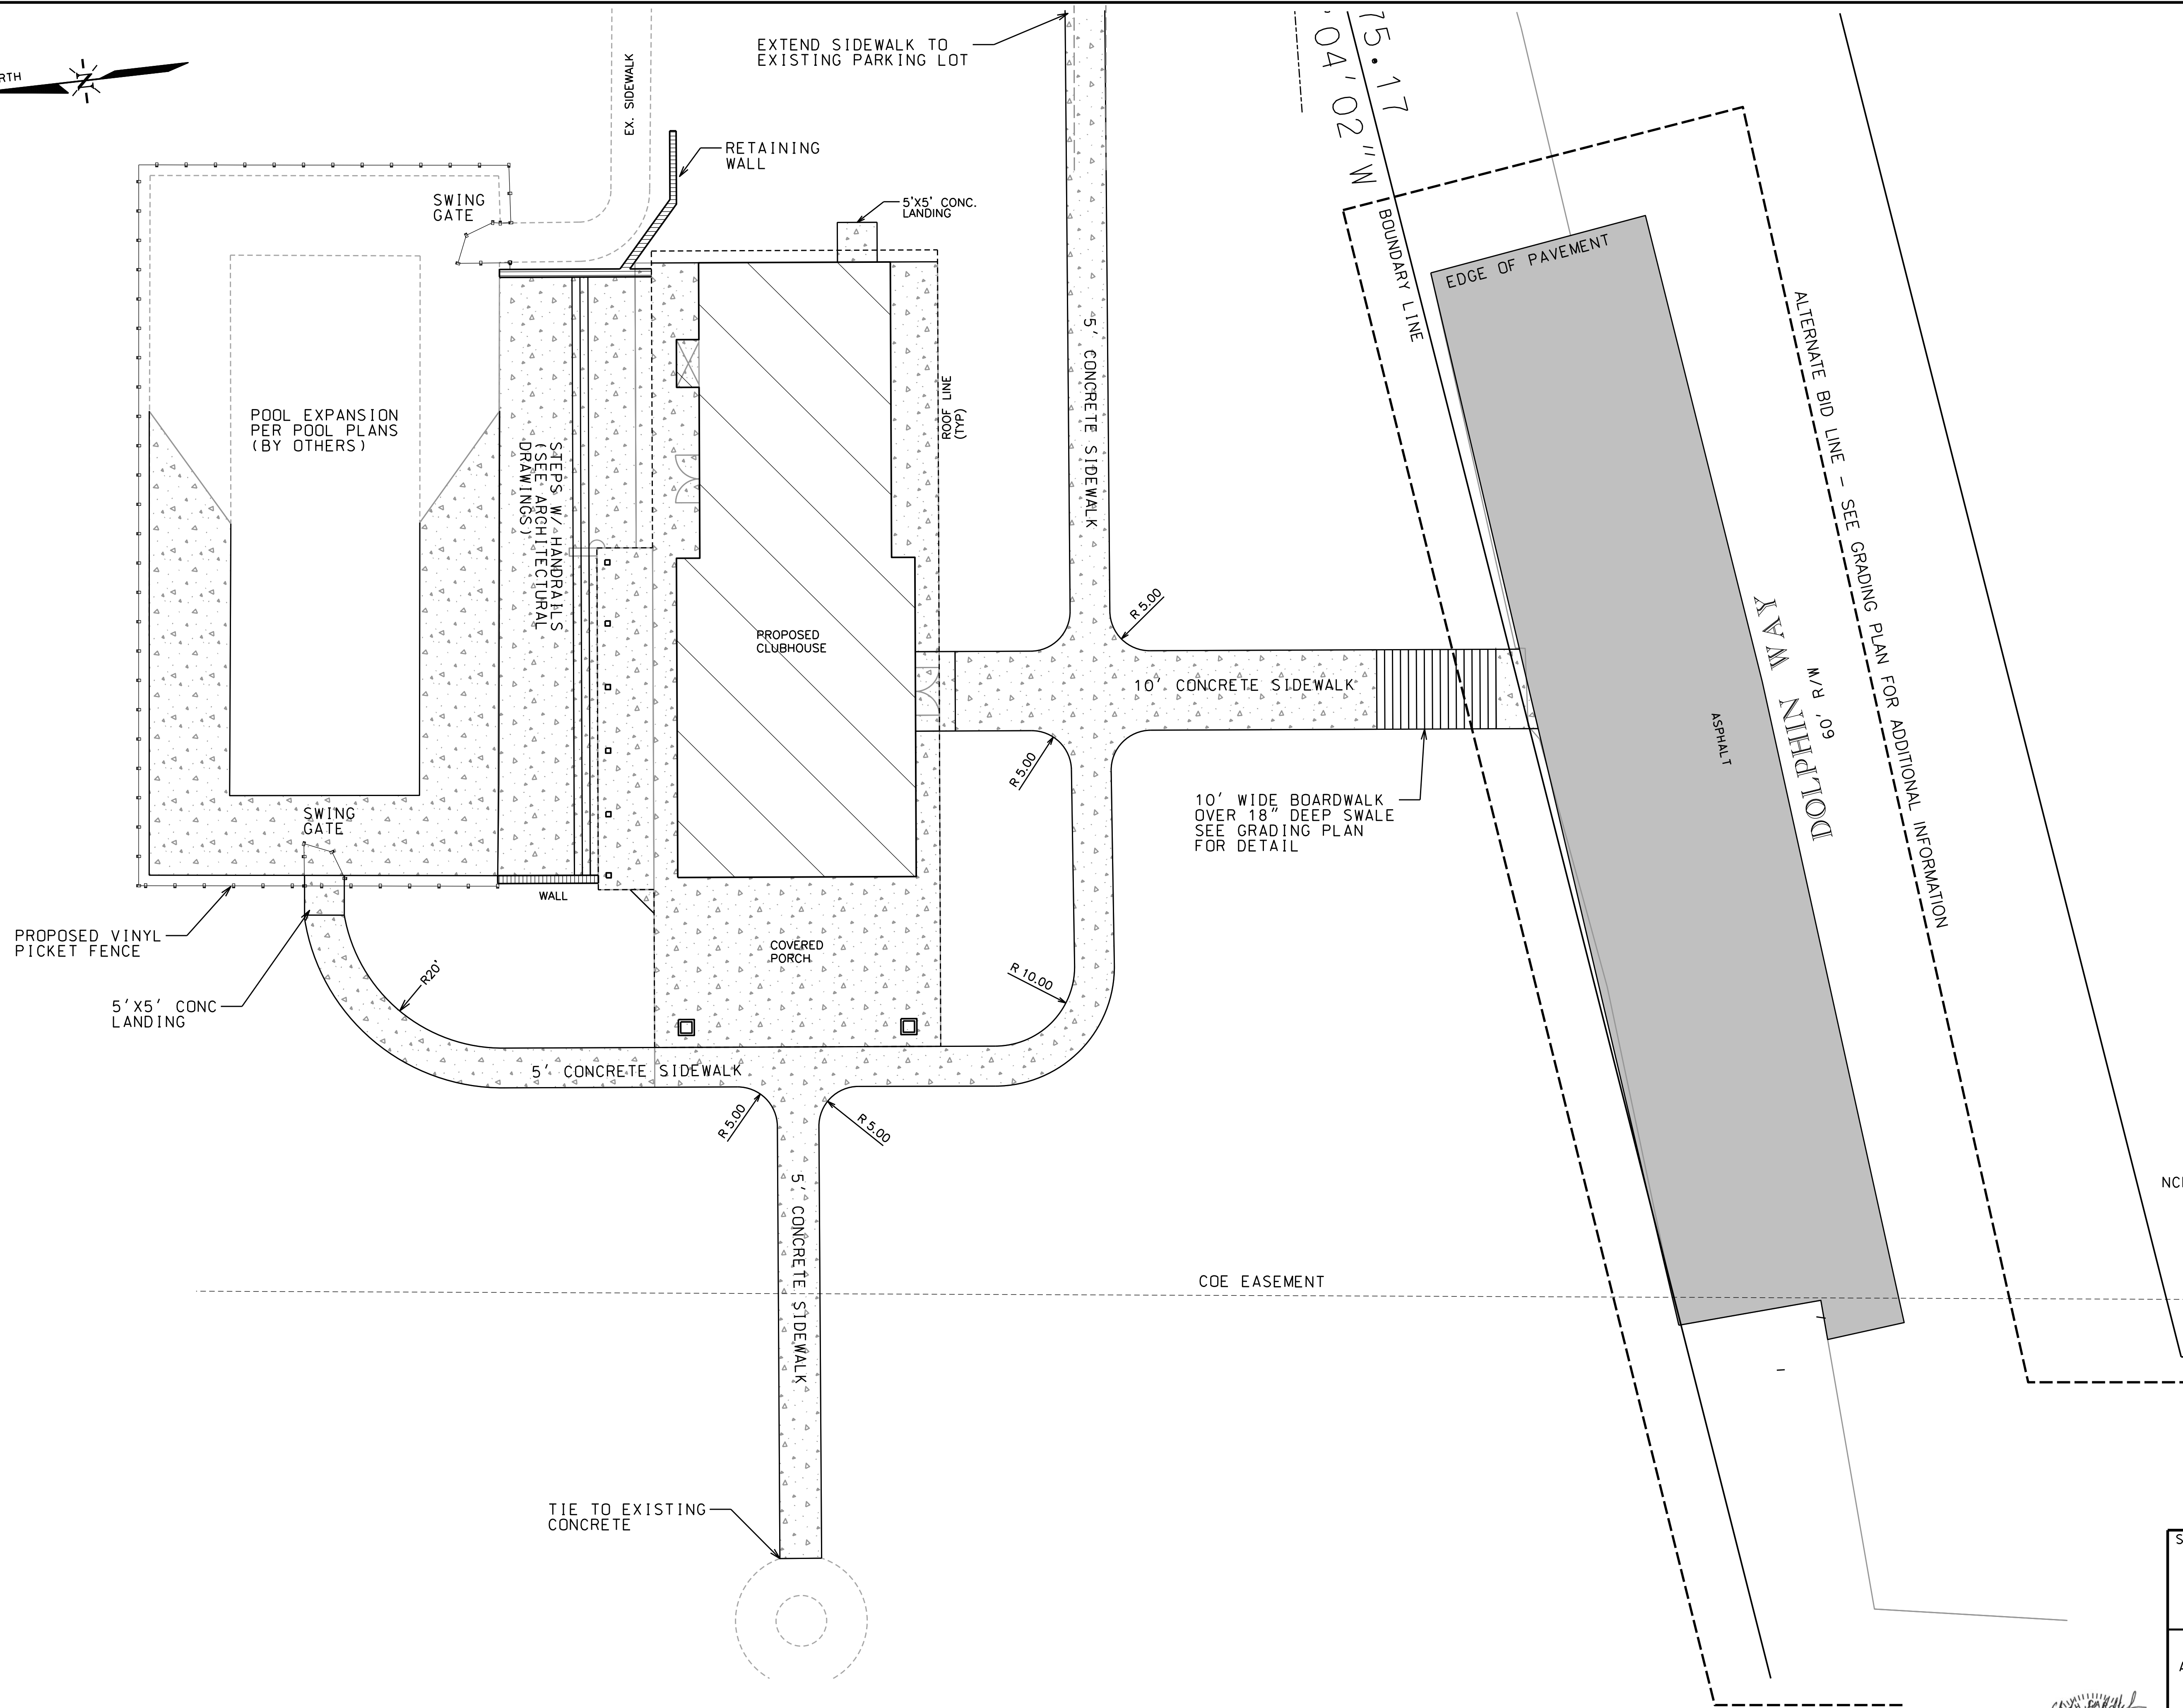 RTH
N
EXTEND SIDEWALK TO
EXISTING PARKING LOT
EX. SIDEWALK
RETAINING
WALL
SWING
GATE
5'X5' CONC.
LANDING
75.17
04'02"W
BOUNDARY LINE
EDGE OF PAVEMENT
ALTERNATE BID LINE - SEE GRADING PLAN FOR ADDITIONAL INFORMATION
5' CONCRETE SIDEWALK
ROOF LINE
(TYP)
POOL EXPANSION
PER POOL PLANS
(BY OTHERS)
STEPS W/ HANDRAILS
(SEE ARCHITECTURAL
DRAWINGS)
PROPOSED
CLUBHOUSE
R 5.00
10' CONCRETE SIDEWALK
DOLPHIN WAY
60' R/W
ASPHALT
R 5.00
10' WIDE BOARDWALK
OVER 18" DEEP SWALE
SEE GRADING PLAN
FOR DETAIL
SWING
GATE
WALL
PROPOSED VINYL
PICKET FENCE
COVERED
PORCH
R20'
R 10.00
5'X5' CONC
LANDING
5' CONCRETE SIDEWALK
R 5.00
R 5.00
5' CONCRETE SIDEWALK
COE EASEMENT
TIE TO EXISTING
CONCRETE